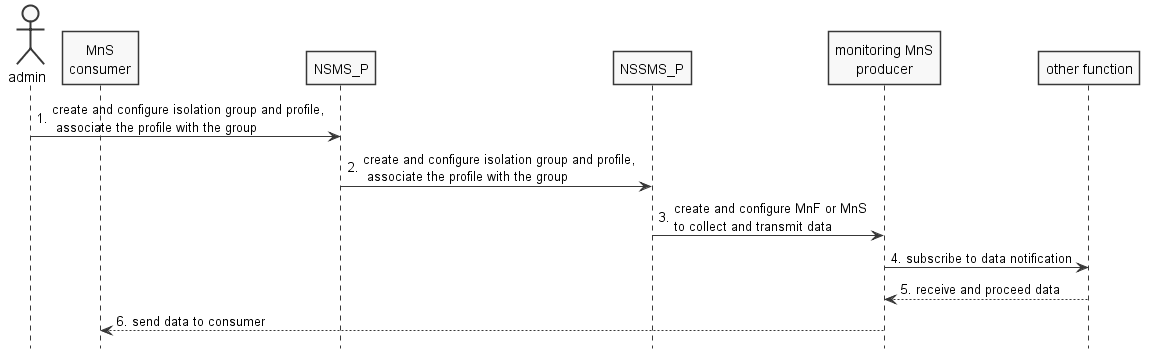 admin
MnS
consumer
NSMS_P
NSSMS_P
monitoring MnS
producer
other function
1. create and configure isolation group and profile,
associate the profile with the group
2. create and configure isolation group and profile,
associate the profile with the group
3. create and configure MnF or MnS
to collect and transmit data
4. subscribe to data notification
5. receive and proceed data
6. send data to consumer